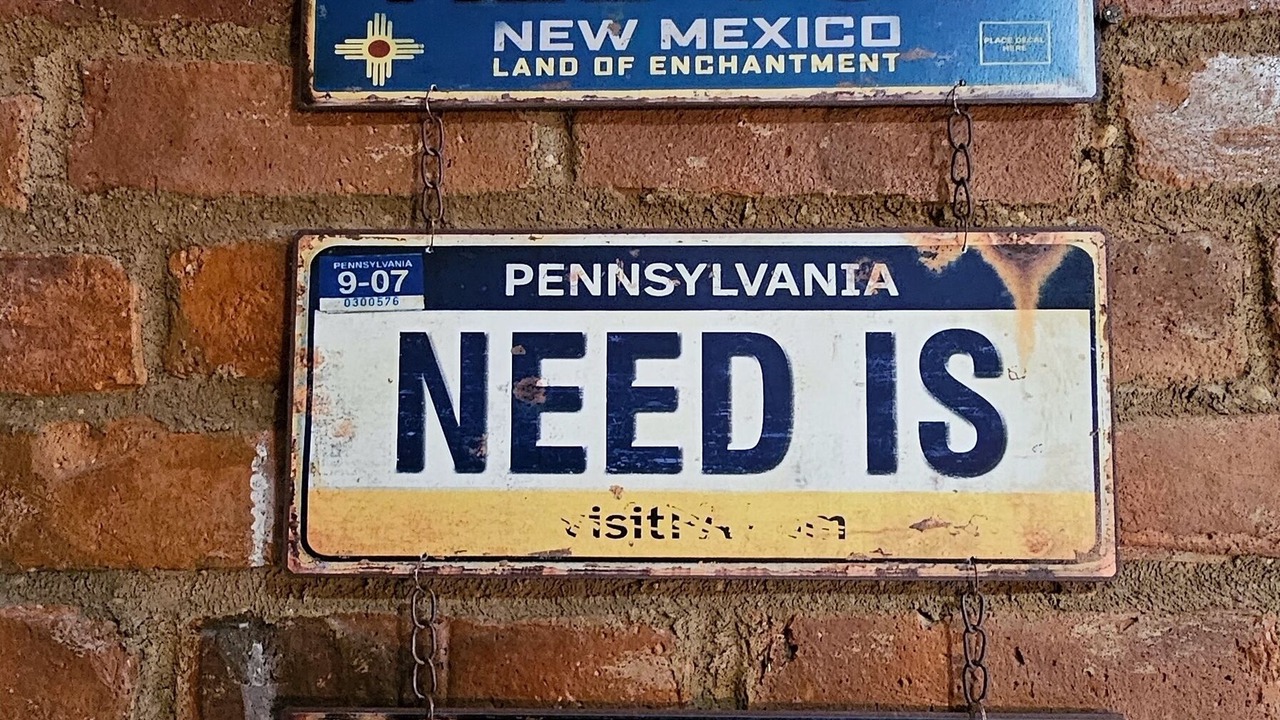 NEW MEXICO
LAND OF ENCHANTMENT
PLACE DECAL
HERE
PENNSYLVANIA
9-07
0300576
PENNSYLVANIA
NEED IS